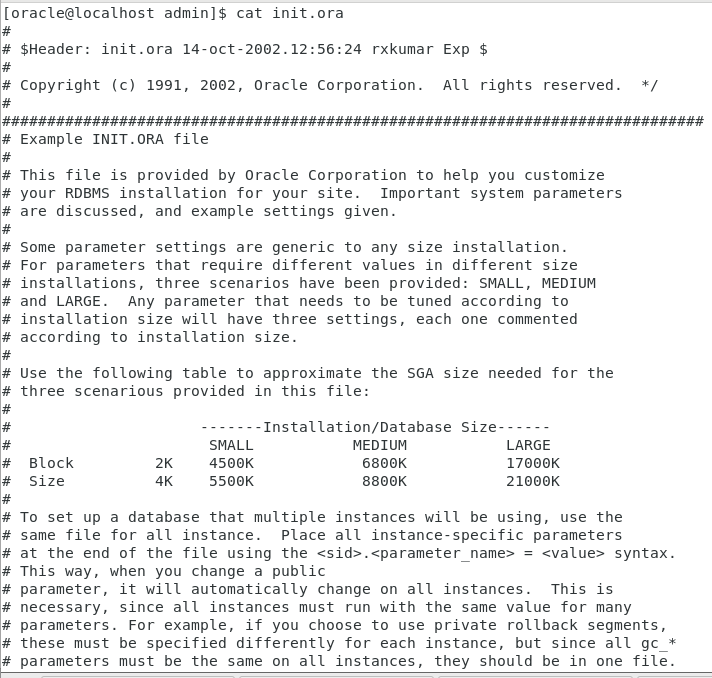 [oracle@localhost admin]$ cat init.ora
#
# $Header: init.ora 14-oct-2002.12:56:24 rxkumar Exp $
#
# Copyright (c) 1991, 2002, Oracle Corporation.  All rights reserved.  */
#
##############################################################################
# Example INIT.ORA file
#
# This file is provided by Oracle Corporation to help you customize
# your RDBMS installation for your site.  Important system parameters
# are discussed, and example settings given.
#
# Some parameter settings are generic to any size installation.
# For parameters that require different values in different size
# installations, three scenarios have been provided: SMALL, MEDIUM
# and LARGE.  Any parameter that needs to be tuned according to
# installation size will have three settings, each one commented
# according to installation size.
#
# Use the following table to approximate the SGA size needed for the
# three scenarious provided in this file:
#
#                     -------Installation/Database Size------
#                      SMALL           MEDIUM           LARGE
#  Block         2K    4500K            6800K           17000K
#  Size          4K    5500K            8800K           21000K
#
# To set up a database that multiple instances will be using, use the
# same file for all instance.  Place all instance-specific parameters
# at the end of the file using the <sid>.<parameter_name> = <value> syntax.
# This way, when you change a public
# parameter, it will automatically change on all instances.  This is
# necessary, since all instances must run with the same value for many
# parameters. For example, if you choose to use private rollback segments,
# these must be specified differently for each instance, but since all gc_*
# parameters must be the same on all instances, they should be in one file.